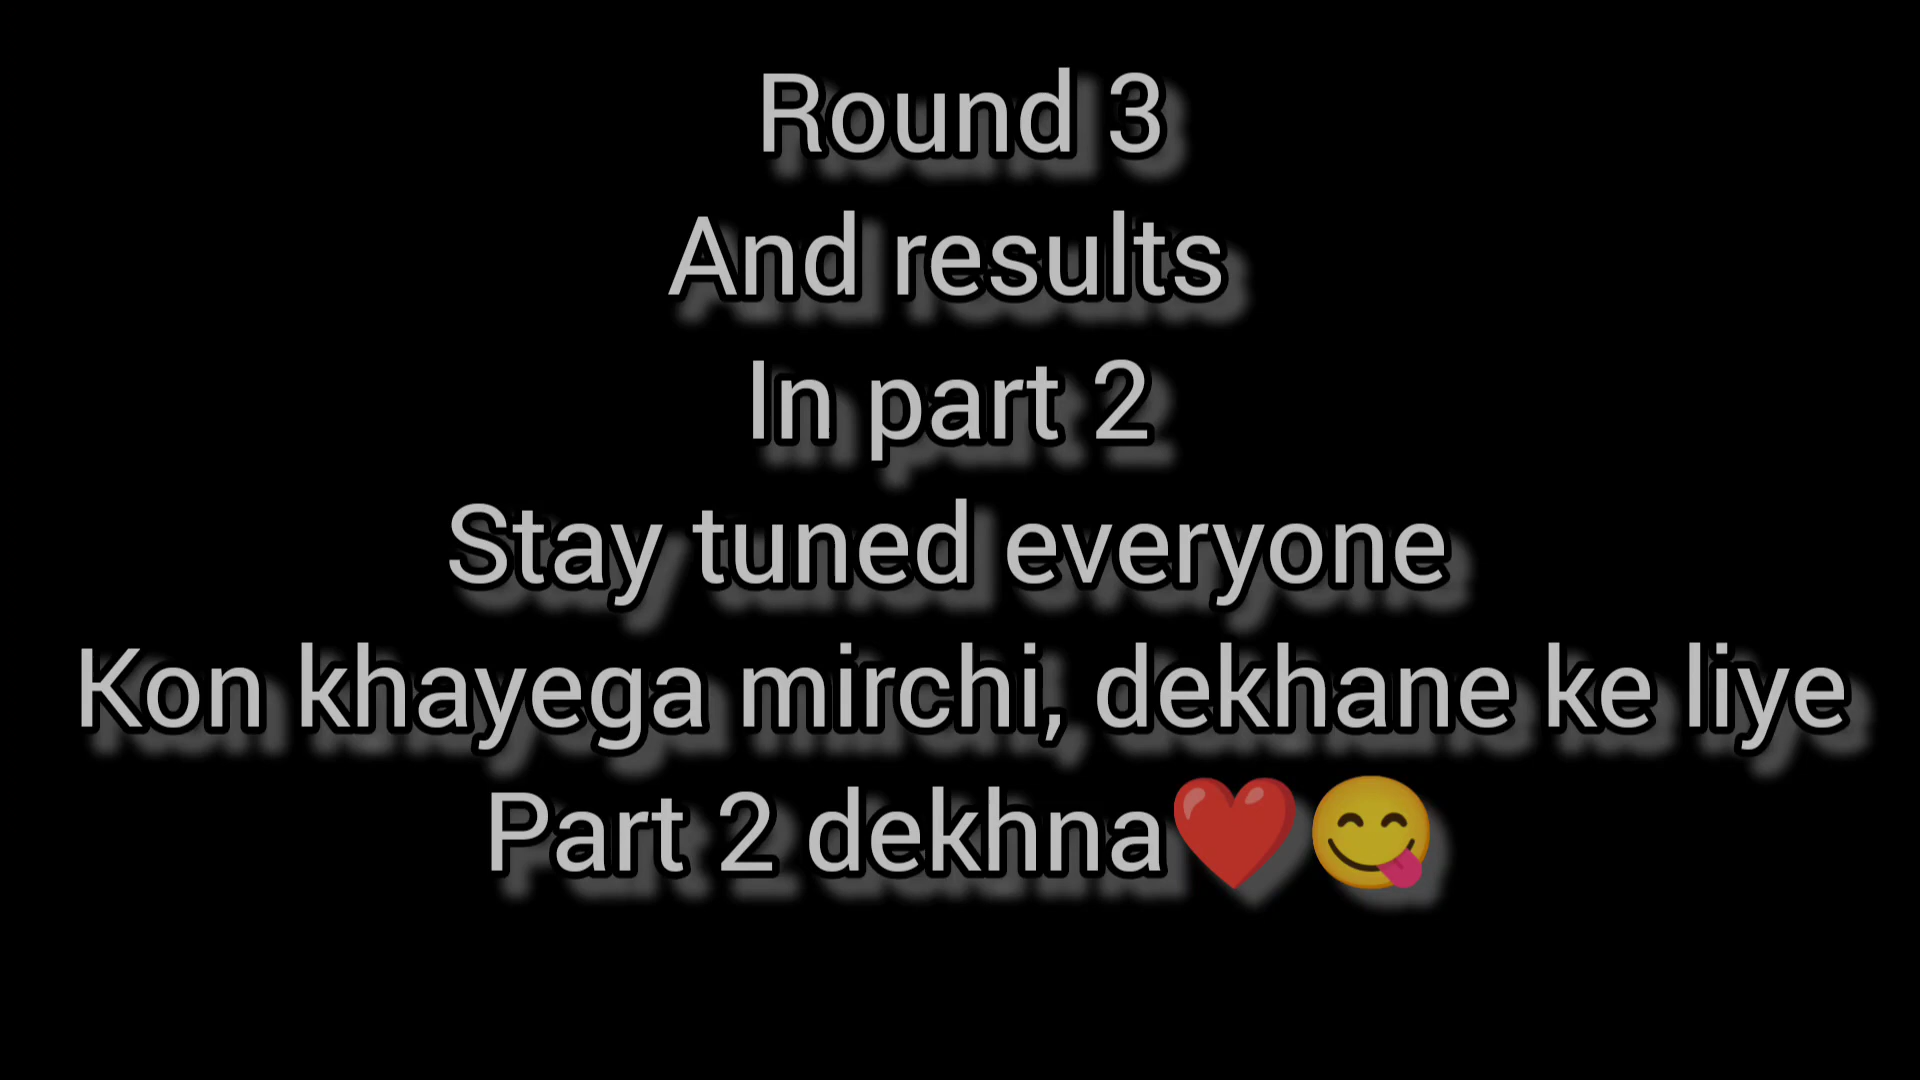 Round 3
And results
In part 2
Stay tuned everyone
Kon khayega mirchi, dekhane ke liye
Part 2 dekhna❤️😋